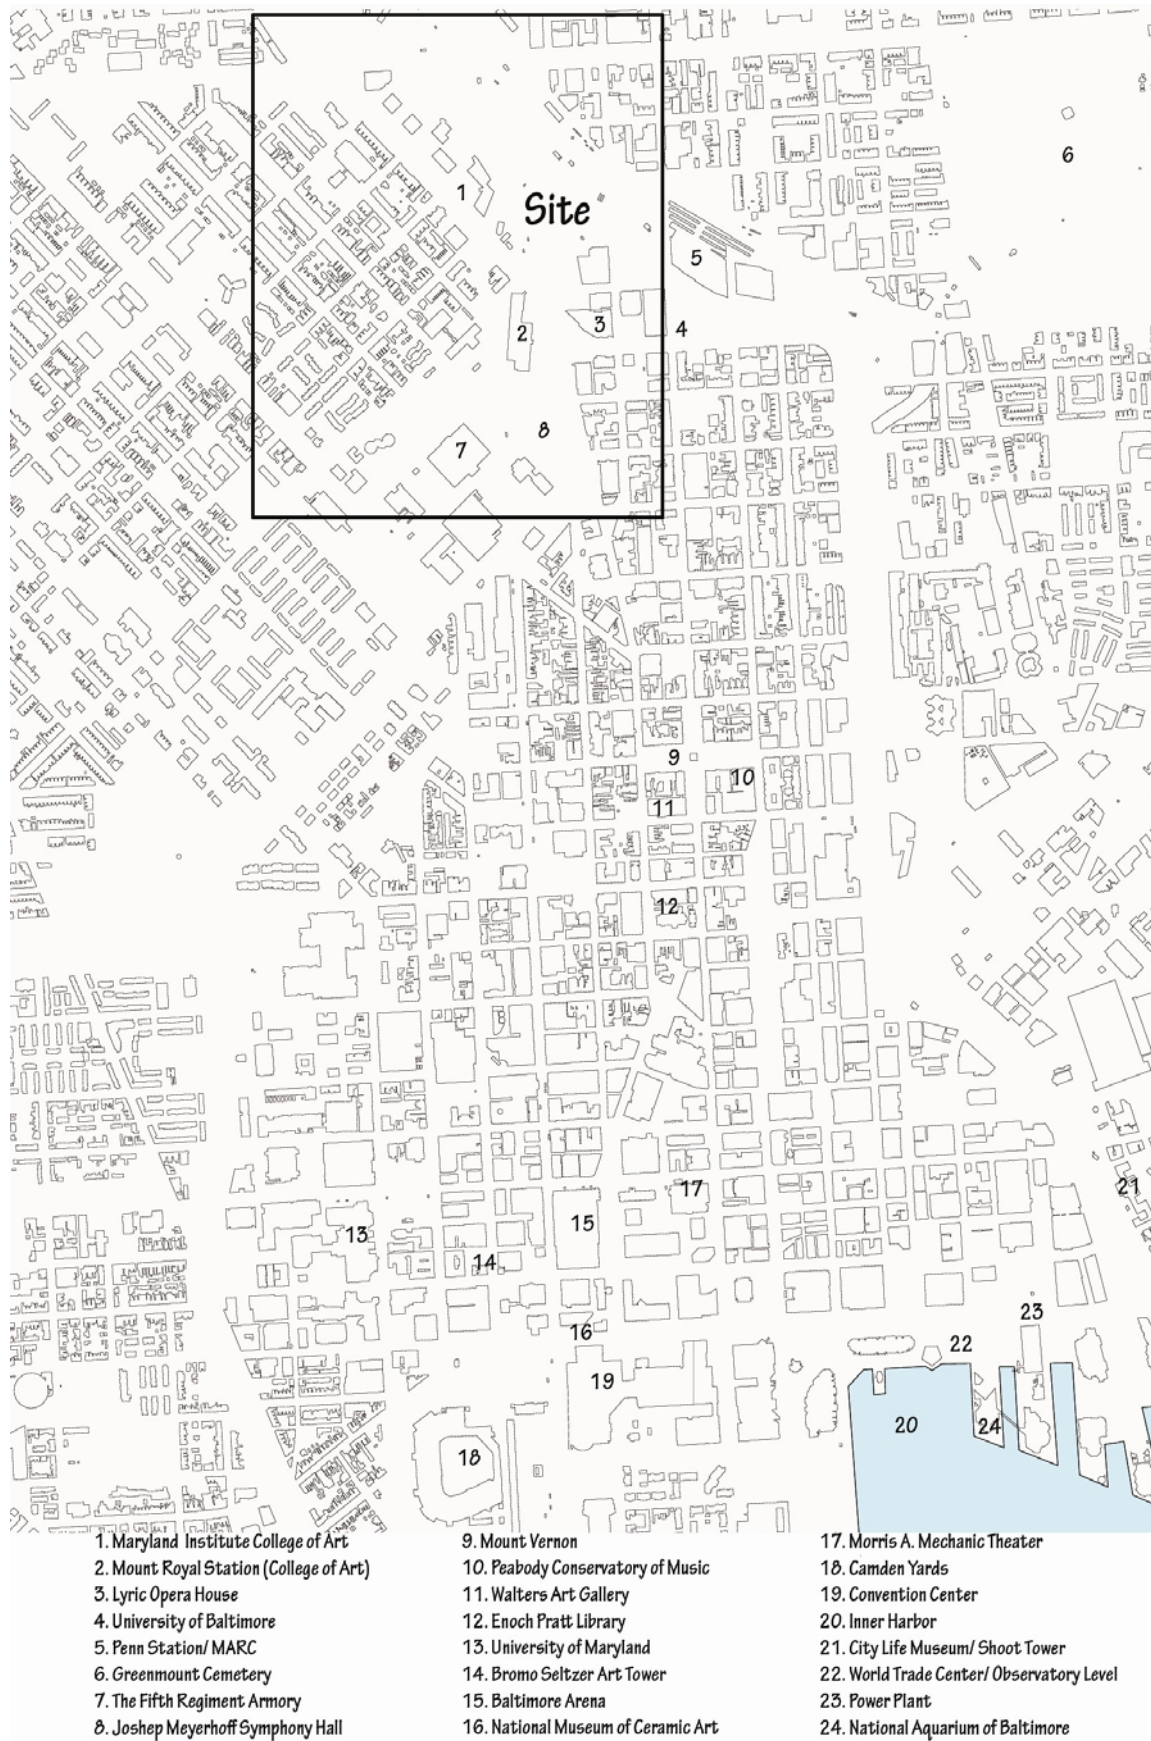 6
1
Site
5
2
3
4
8
7
9
10
11
12
17
21
15
13
14
23
16
22
19
20
24
18
1. Maryland Institute College of Art
2. Mount Royal Station (College of Art)
3. Lyric Opera House
4. University of Baltimore
5. Penn Station/ MARC
6. Greenmount Cemetery
7. The Fifth Regiment Armory
8. Joshep Meyerhoff Symphony Hall
9. Mount Vernon
10. Peabody Conservatory of Music
11. Walters Art Gallery
12. Enoch Pratt Library
13. University of Maryland
14. Bromo Seltzer Art Tower
15. Baltimore Arena
16. National Museum of Ceramic Art
17. Morris A. Mechanic Theater
18. Camden Yards
19. Convention Center
20. Inner Harbor
21. City Life Museum/ Shoot Tower
22. World Trade Center/ Observatory Level
23. Power Plant
24. National Aquarium of Baltimore